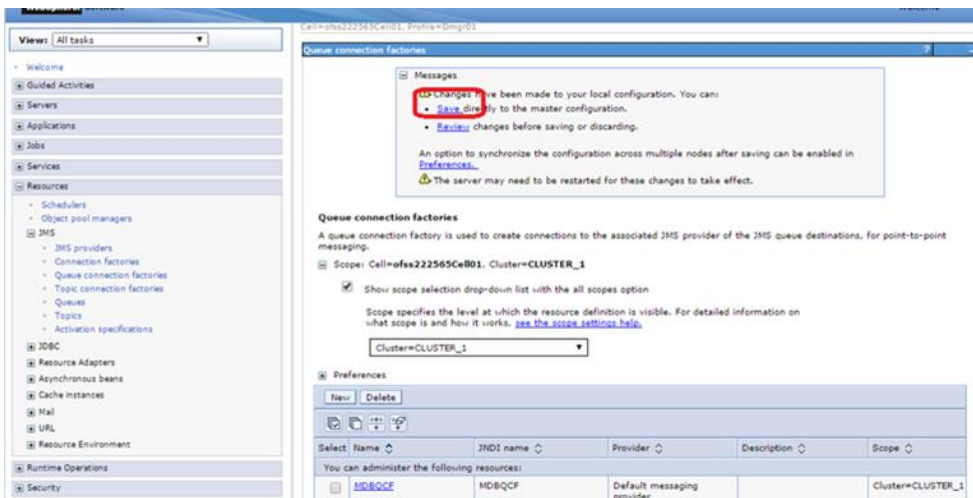 Welcome
Cell=ofss222565Cell01, Profile=Dmgr01
View: All tasks
Welcome
Guided Activities
Servers
Applications
Jobs
Services
Resources
Schedulers
Object pool managers
JMS
JMS providers
Connection factories
Queue connection factories
Topic connection factories
Queues
Topics
Activation specifications
JDBC
Resource Adapters
Asynchronous beans
Cache instances
Mail
URL
Resource Environment
Runtime Operations
Security
Queue connection factories ?
Messages
Changes have been made to your local configuration. You can:
Save directly to the master configuration.
Review changes before saving or discarding.
An option to synchronize the configuration across multiple nodes after saving can be enabled in
Preferences.
The server may need to be restarted for these changes to take effect.
Queue connection factories
A queue connection factory is used to create connections to the associated JMS provider of the JMS queue destinations, for point-to-point
messaging.
Scope: Cell=ofss222565Cell01, Cluster=CLUSTER_1
Show scope selection drop-down list with the all scopes option
Scope specifies the level at which the resource definition is visible. For detailed information on
what scope is and how it works, see the scope settings help.
Cluster=CLUSTER_1
Preferences
New Delete
Select Name JNDI name Provider Description Scope
You can administer the following resources:
MDBQCF MDBQCF Default messaging Cluster=CLUSTER_1
provider